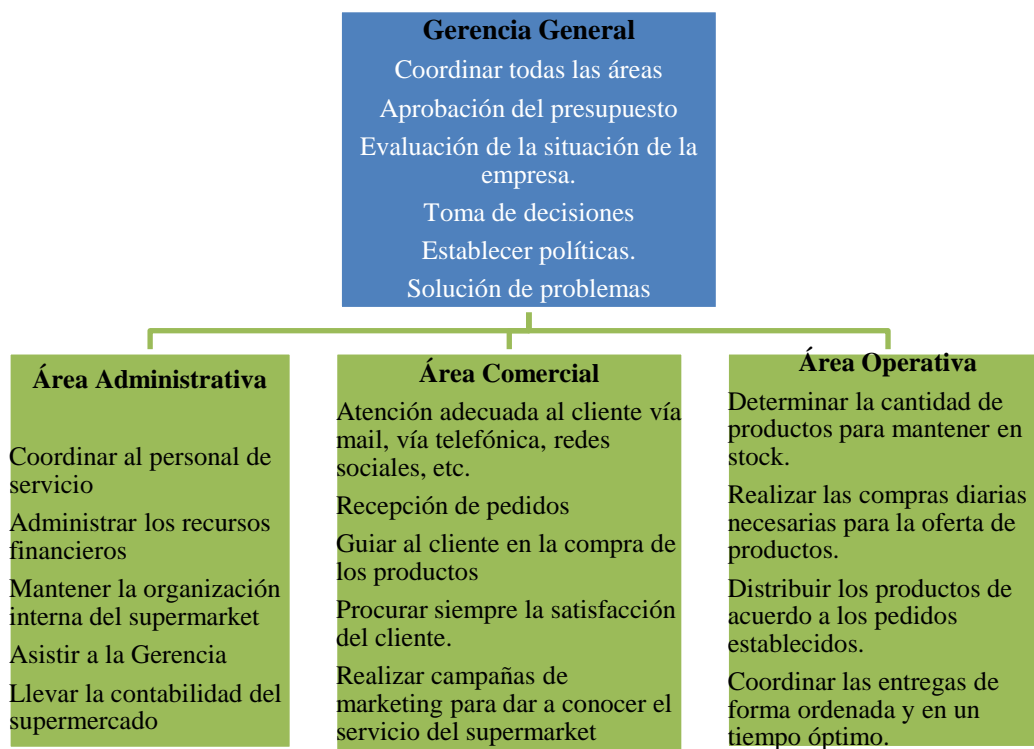 Gerencia General
Coordinar todas las áreas
Aprobación del presupuesto
Evaluación de la situación de la
empresa.
Toma de decisiones
Establecer políticas.
Solución de problemas
Área Administrativa
Coordinar al personal de
servicio
Administrar los recursos
financieros
Mantener la organización
interna del supermarket
Asistir a la Gerencia
Llevar la contabilidad del
supermercado
Área Comercial
Atención adecuada al cliente vía
mail, vía telefónica, redes
sociales, etc.
Recepción de pedidos
Guiar al cliente en la compra de
los productos
Procurar siempre la satisfacción
del cliente.
Realizar campañas de
marketing para dar a conocer el
servicio del supermarket
Área Operativa
Determinar la cantidad de
productos para mantener en
stock.
Realizar las compras diarias
necesarias para la oferta de
productos.
Distribuir los productos de
acuerdo a los pedidos
establecidos.
Coordinar las entregas de
forma ordenada y en un
tiempo óptimo.